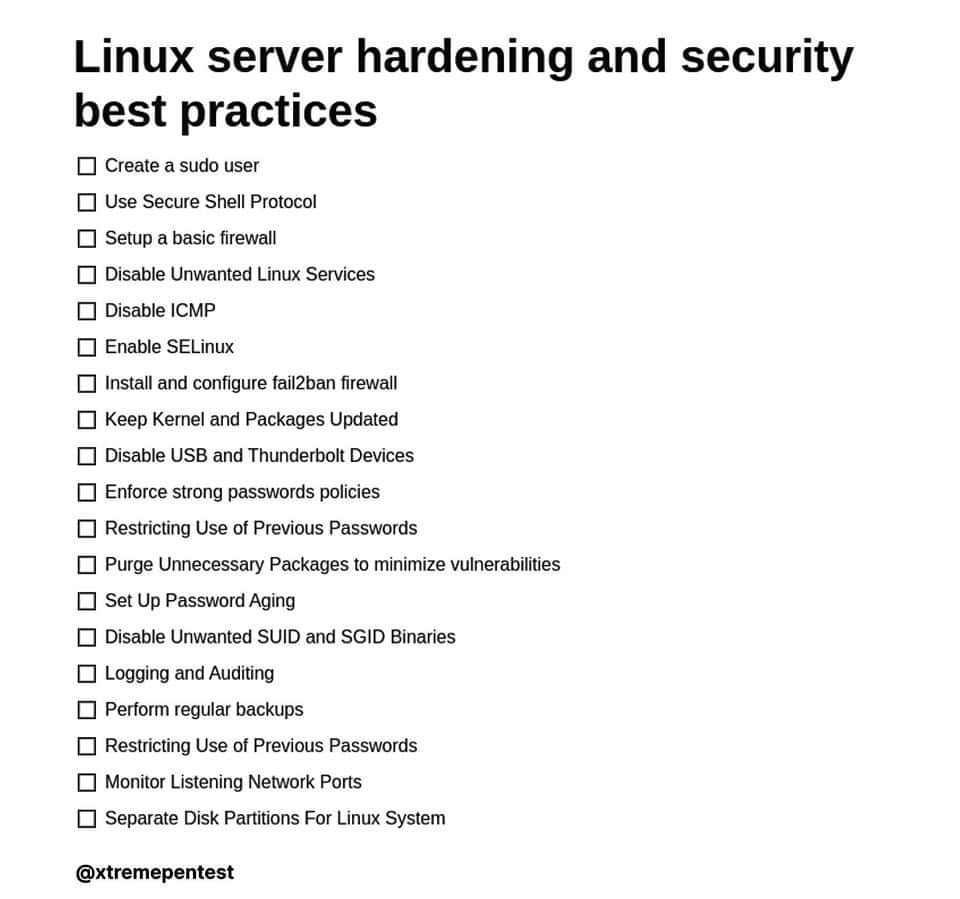 Linux server hardening and security
best practices
Create a sudo user
Use Secure Shell Protocol
Setup a basic firewall
Disable Unwanted Linux Services
Disable ICMP
Enable SELinux
Install and configure fail2ban firewall
Keep Kernel and Packages Updated
Disable USB and Thunderbolt Devices
Enforce strong passwords policies
Restricting Use of Previous Passwords
Purge Unnecessary Packages to minimize vulnerabilities
Set Up Password Aging
Disable Unwanted SUID and SGID Binaries
Logging and Auditing
Perform regular backups
Restricting Use of Previous Passwords
Monitor Listening Network Ports
Separate Disk Partitions For Linux System
@xtremepentest